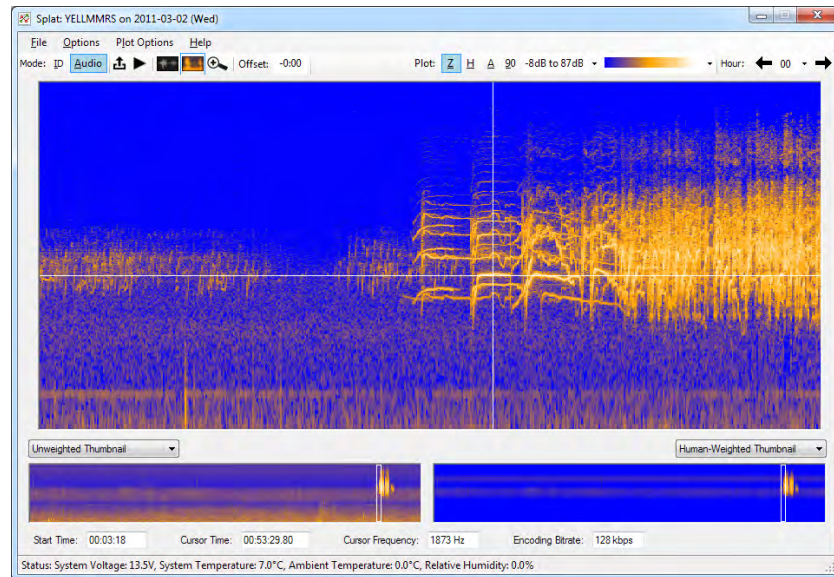 Splat: YELLMMRS on 2011-03-02 (Wed)
File Options Plot Options Help
Mode: ID Audio Offset: -0:00 Plot: Z H A 90 -8dB to 87dB Hour: 00
Unweighted Thumbnail Human-Weighted Thumbnail
Start Time: 00:03:18 Cursor Time: 00:53:29.80 Cursor Frequency: 1873 Hz Encoding Bitrate: 128 kbps
Status: System Voltage: 13.5V, System Temperature: 7.0°C, Ambient Temperature: 0.0°C, Relative Humidity: 0.0%